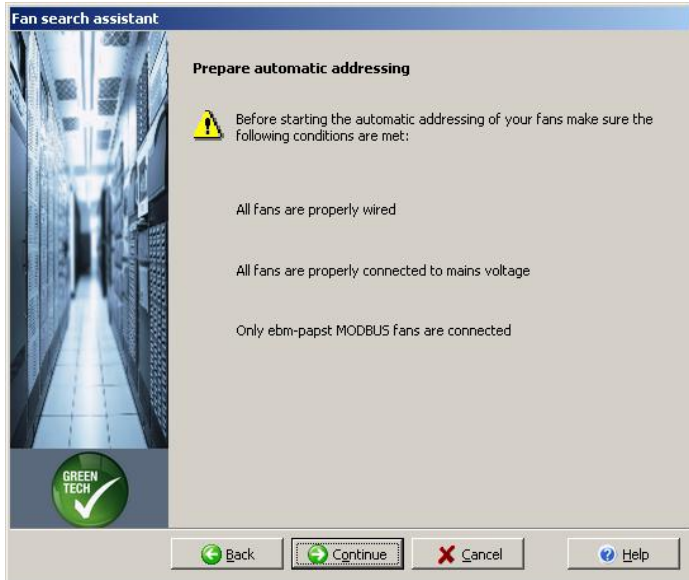 Fan search assistant
Prepare automatic addressing
Before starting the automatic addressing of your fans make sure the
following conditions are met:
All fans are properly wired
All fans are properly connected to mains voltage
Only ebm-papst MODBUS fans are connected
GREEN
TECH
Back Continue Cancel Help